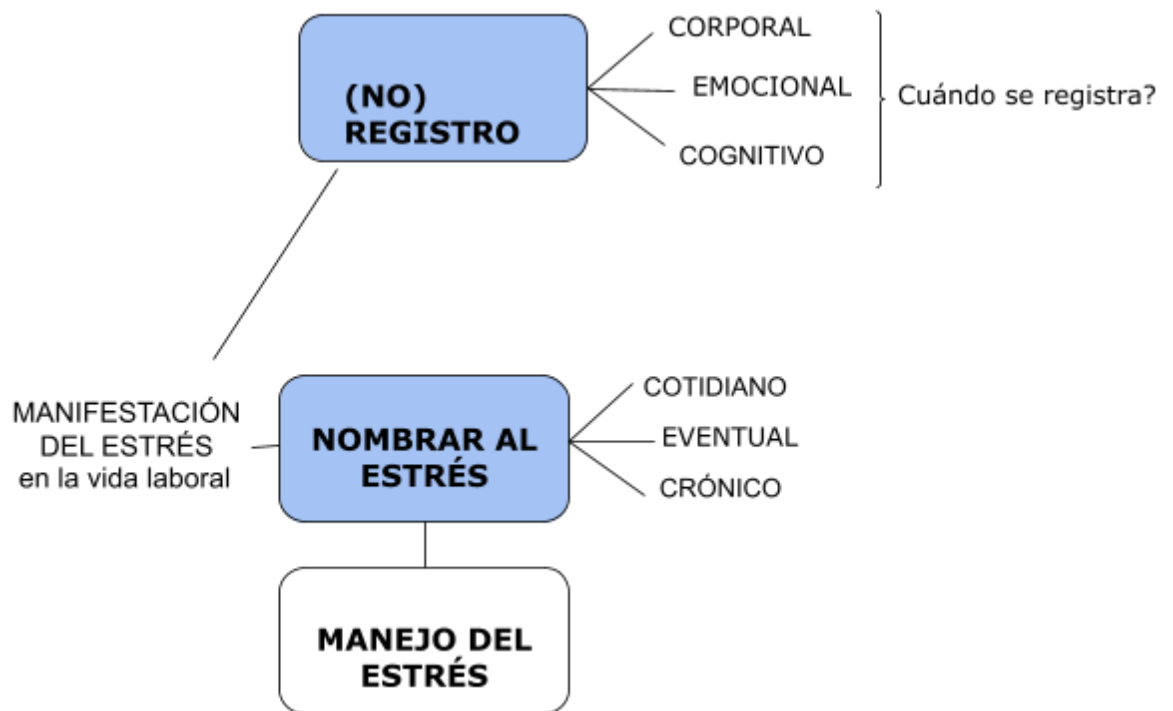 (NO)
REGISTRO
CORPORAL
EMOCIONAL
COGNITIVO
Cuándo se registra?
MANIFESTACIÓN
DEL ESTRÉS
en la vida laboral
NOMBRAR AL
ESTRÉS
COTIDIANO
EVENTUAL
CRÓNICO
MANEJO DEL
ESTRÉS